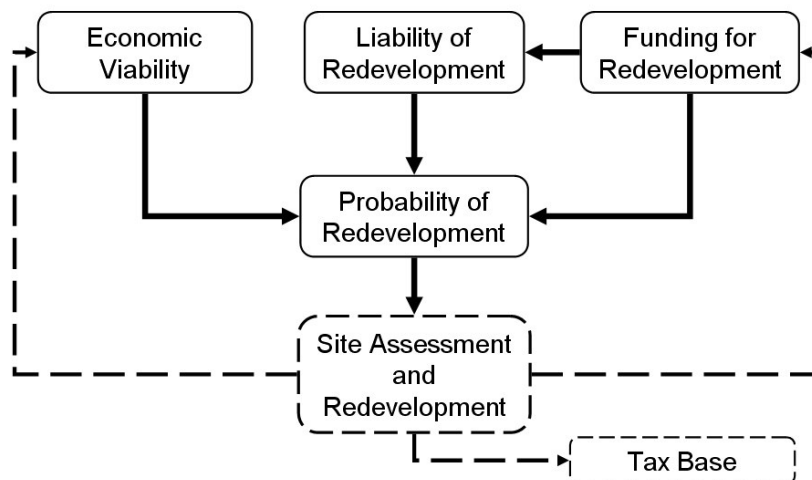 Economic
Viability
Liability of
Redevelopment
Funding for
Redevelopment
Probability of
Redevelopment
Site Assessment
and
Redevelopment
Tax Base